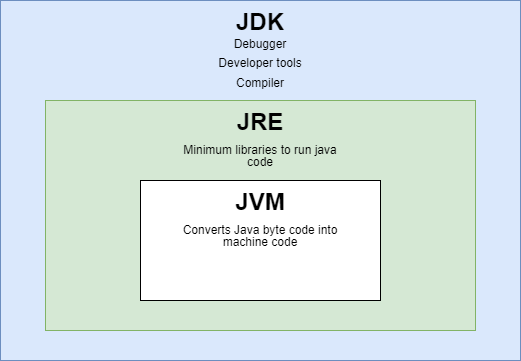 JDK
Debugger
Developer tools
Compiler
JRE
Minimum libraries to run java
code
JVM
Converts Java byte code into
machine code